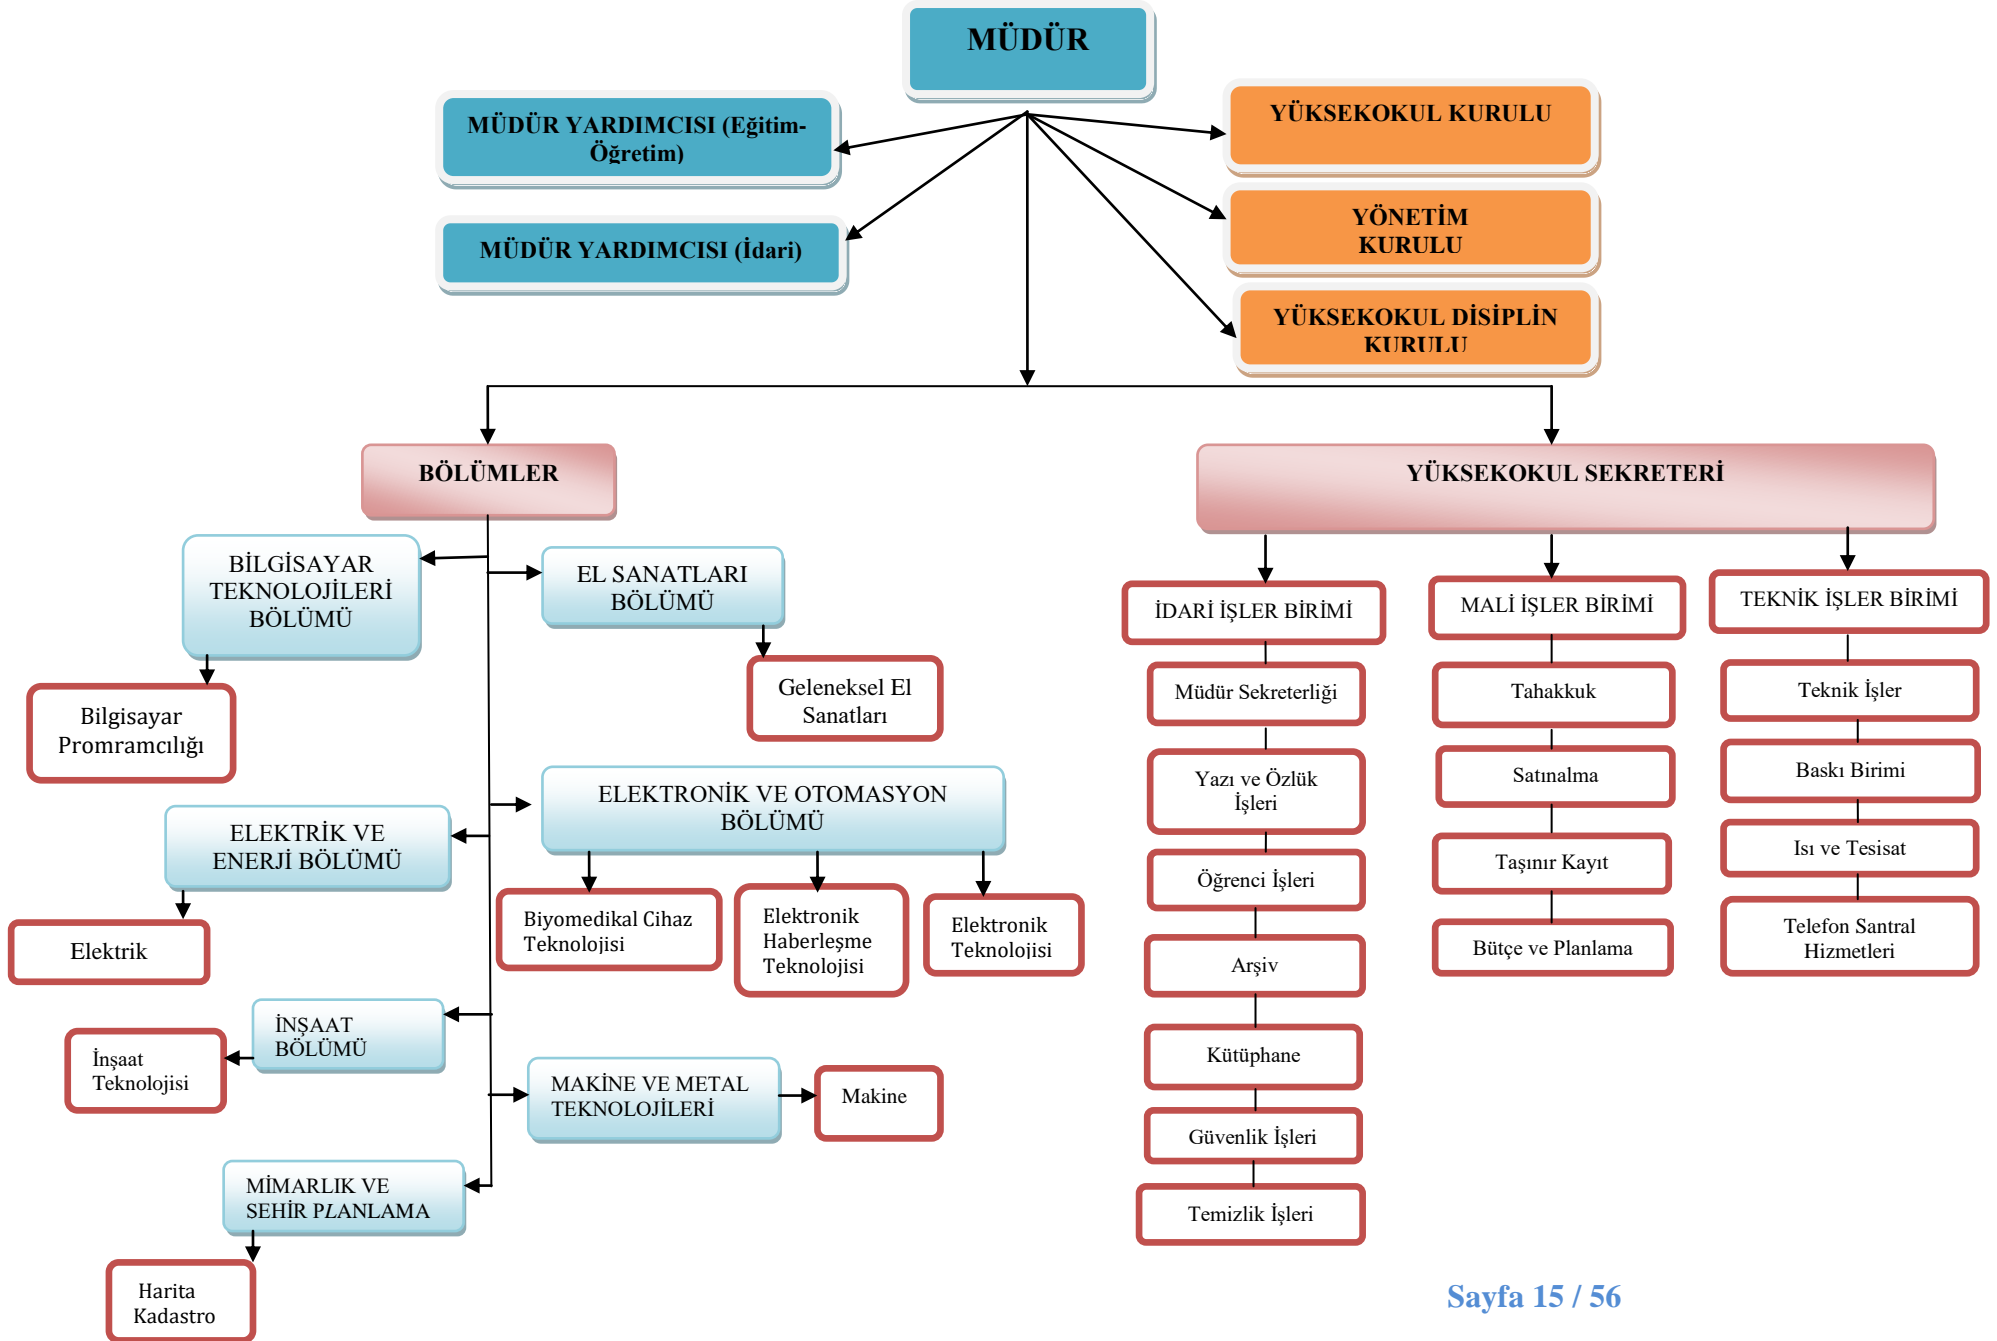 MÜDÜR
MÜDÜR YARDIMCISI (Eğitim-
Öğretim)
MÜDÜR YARDIMCISI (İdari)
YÜKSEKOKUL KURULU
YÖNETİM
KURULU
YÜKSEKOKUL DİSİPLİN
KURULU
BÖLÜMLER
BİLGİSAYAR
TEKNOLOJİLERİ
BÖLÜMÜ
Bilgisayar
Promramcılığı
EL SANATLARI
BÖLÜMÜ
Geleneksel El
Sanatları
ELEKTRİK VE
ENERJİ BÖLÜMÜ
Elektrik
ELEKTRONİK VE OTOMASYON
BÖLÜMÜ
Biyomedikal Cihaz
Teknolojisi
Elektronik
Haberleşme
Teknolojisi
Elektronik
Teknolojisi
İNŞAAT
BÖLÜMÜ
İnşaat
Teknolojisi
MAKİNE VE METAL
TEKNOLOJİLERİ
Makine
MİMARLIK VE
SEHİR PLANLAMA
Harita
Kadastro
YÜKSEKOKUL SEKRETERİ
İDARİ İŞLER BİRİMİ
Müdür Sekreterliği
Yazı ve Özlük
İşleri
Öğrenci İşleri
Arşiv
Kütüphane
Güvenlik İşleri
Temizlik İşleri
MALİ İŞLER BİRİMİ
Tahakkuk
Satınalma
Taşınır Kayıt
Bütçe ve Planlama
TEKNİK İŞLER BİRİMİ
Teknik İşler
Baskı Birimi
Isı ve Tesisat
Telefon Santral
Hizmetleri
Sayfa 15 / 56